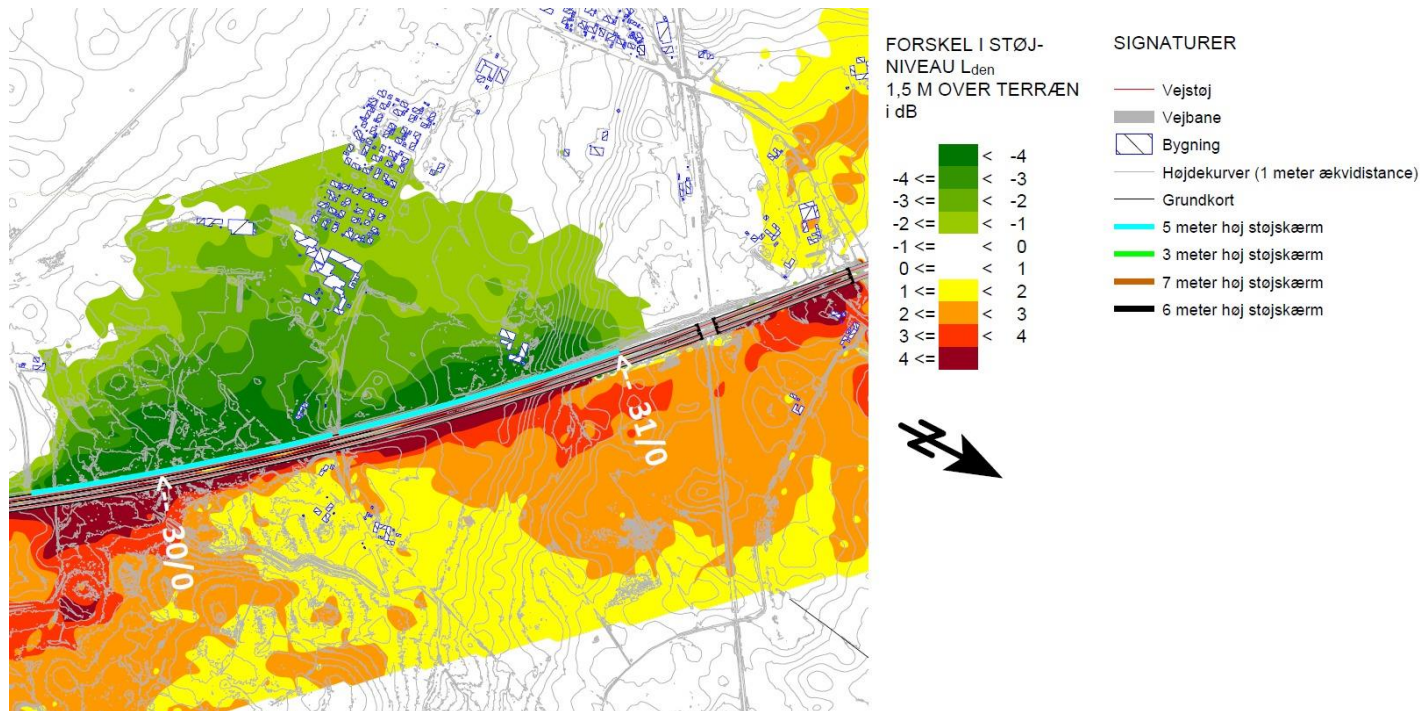 FORSKEL I STØJ-
NIVEAU Lden
1,5 M OVER TERRÆN
i dB
< -4
-4 <= < -3
-3 <= < -2
-2 <= < -1
-1 <= < 0
0 <= < 1
1 <= < 2
2 <= < 3
3 <= < 4
4 <=
SIGNATURER
Vejstøj
Vejbane
Bygning
Højdekurver (1 meter ækvidistance)
Grundkort
5 meter høj støjskærm
3 meter høj støjskærm
7 meter høj støjskærm
6 meter høj støjskærm
<--31/0
<--30/0